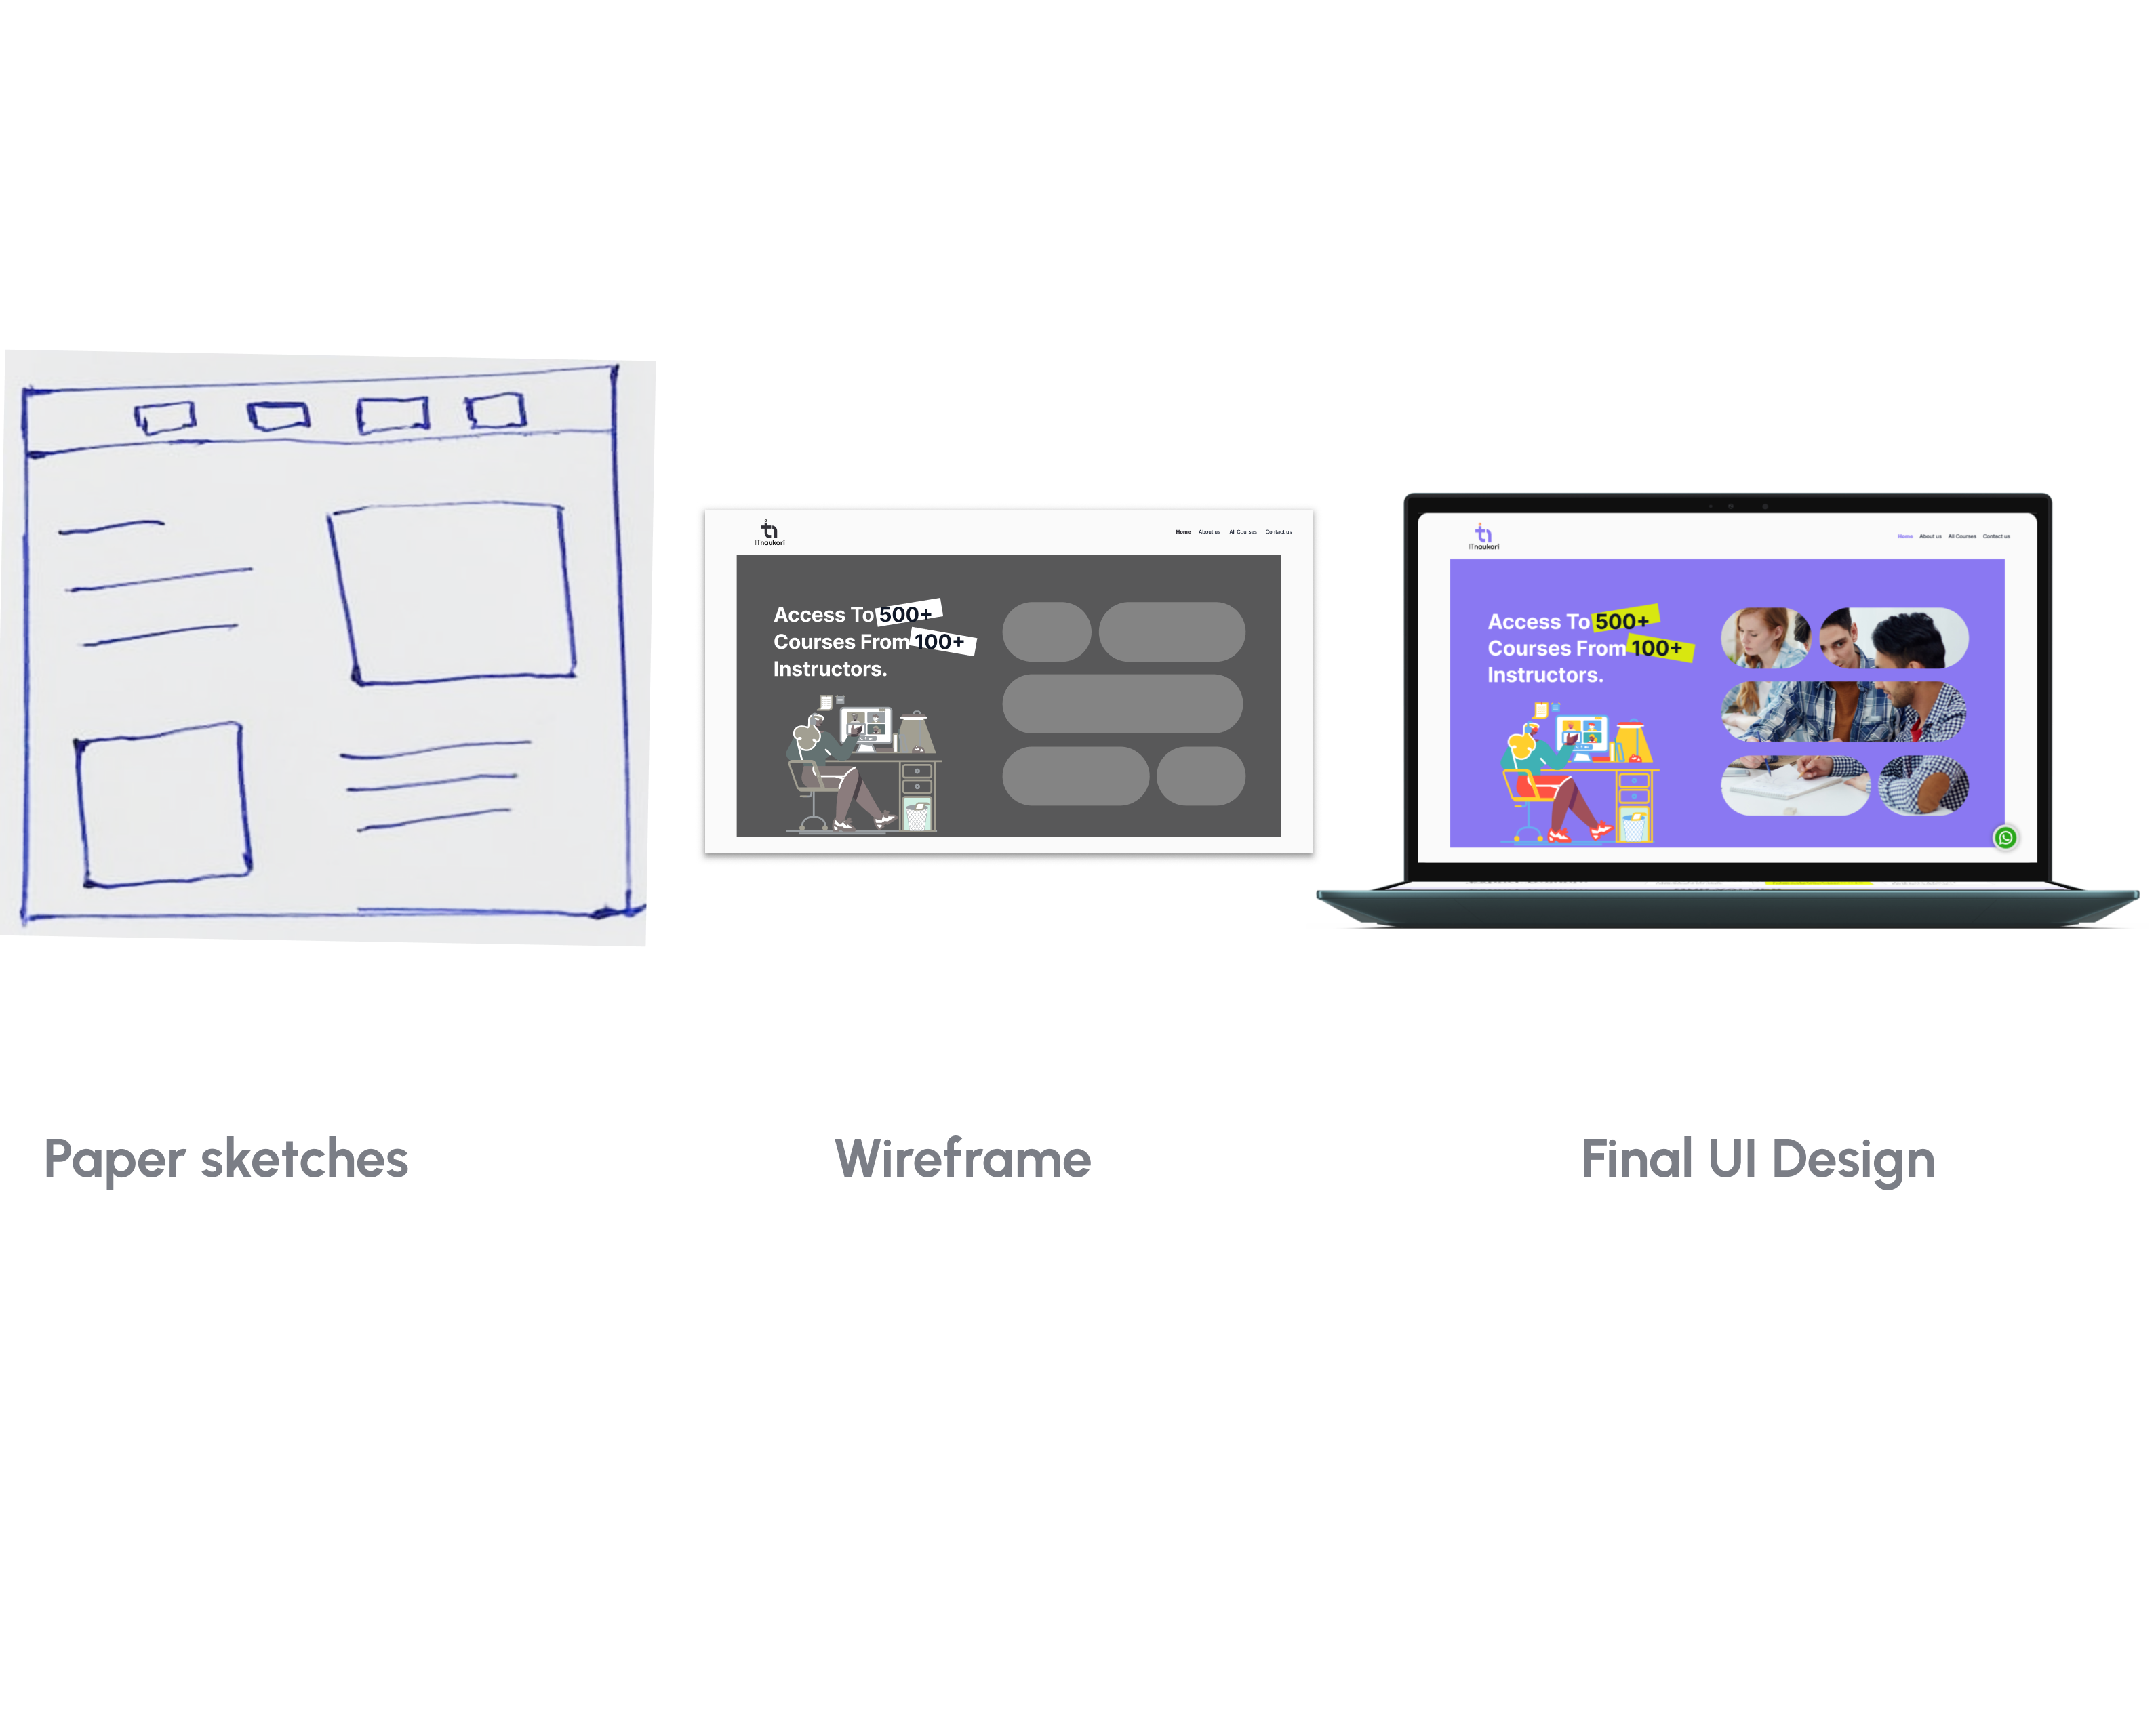 ITnaukari
Home About us All Courses Contact us
Access To 500+
Courses From 100+
Instructors.
ITnaukari
Home About us All Courses Contact us
Access To 500+
Courses From 100+
Instructors.
Paper sketches
Wireframe
Final UI Design